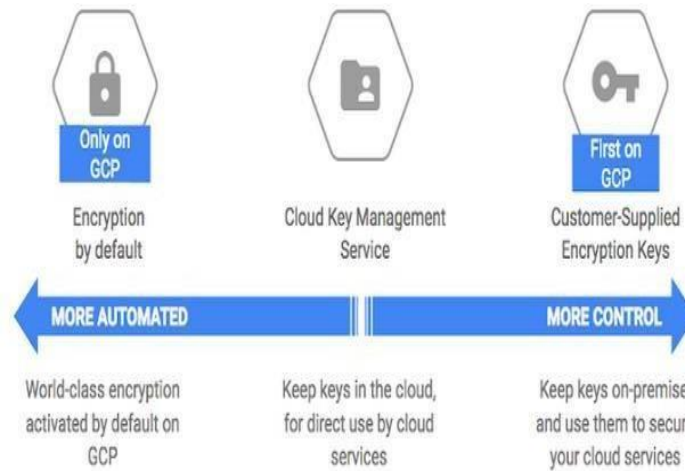 Only on
GCP
First on
GCP
Encryption
by default
Cloud Key Management
Service
Customer-Supplied
Encryption Keys
MORE AUTOMATED
MORE CONTROL
World-class encryption
activated by default on
GCP
Keep keys in the cloud,
for direct use by cloud
services
Keep keys on-premise
and use them to secur
your cloud services